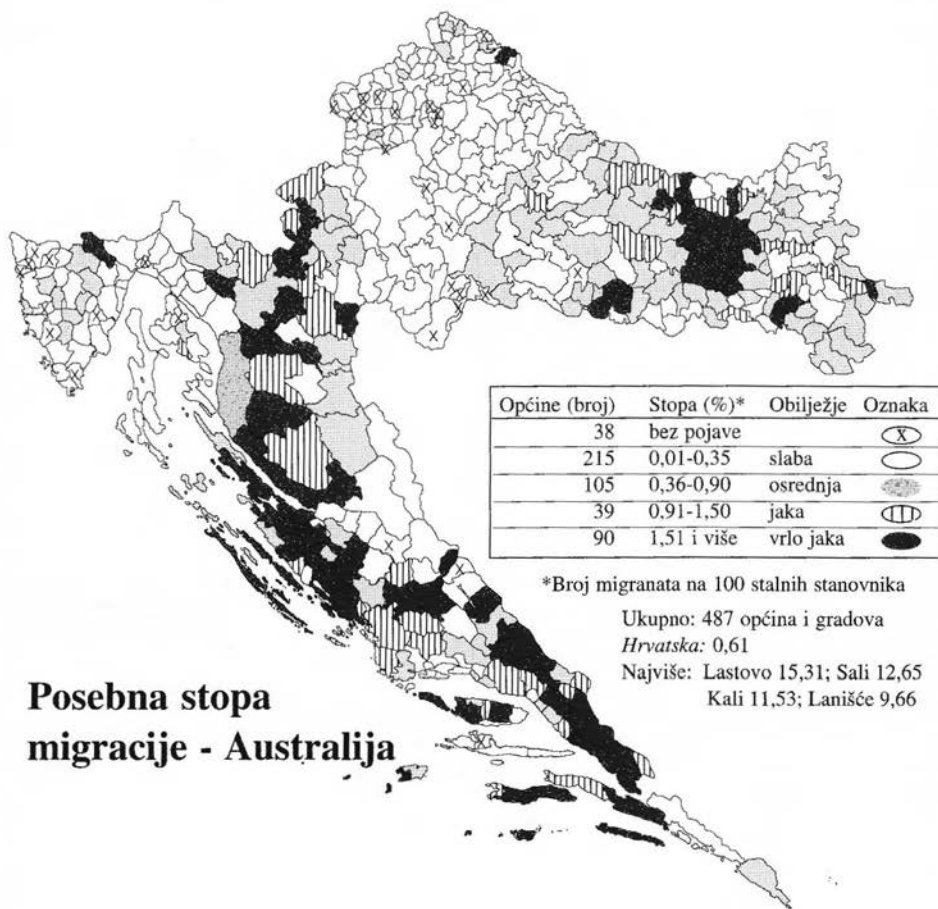 Općine (broj) Stopa (%)* Obilježje Oznaka
38 bez pojave X
215 0,01-0,35 slaba
105 0,36-0,90 osrednja
39 0,91-1,50 jaka
90 1,51 i više vrlo jaka
*Broj migranata na 100 stalnih stanovnika
Ukupno: 487 općina i gradova
Hrvatska: 0,61
Najviše: Lastovo 15,31; Sali 12,65
Kali 11,53; Lanišće 9,66
Posebna stopa
migracije - Australija